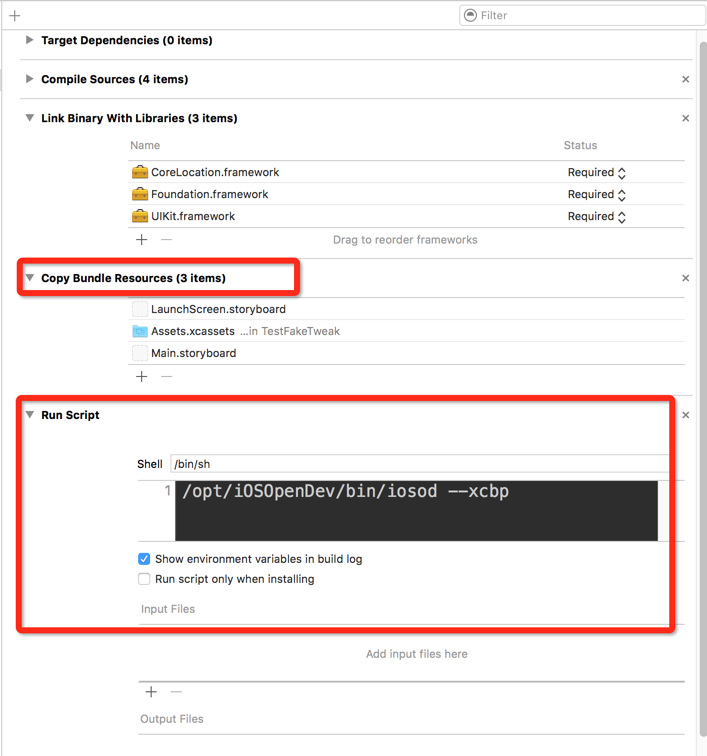 Filter
Target Dependencies (0 items)
Compile Sources (4 items)
Link Binary With Libraries (3 items)
Name Status
CoreLocation.framework Required
Foundation.framework Required
UIKit.framework Required
Drag to reorder frameworks
Copy Bundle Resources (3 items)
LaunchScreen.storyboard
Assets.xcassets ...in TestFakeTweak
Main.storyboard
Run Script
Shell /bin/sh
1 /opt/iOSOpenDev/bin/iosod --xcbp
Show environment variables in build log
Run script only when installing
Input Files
Add input files here
Output Files